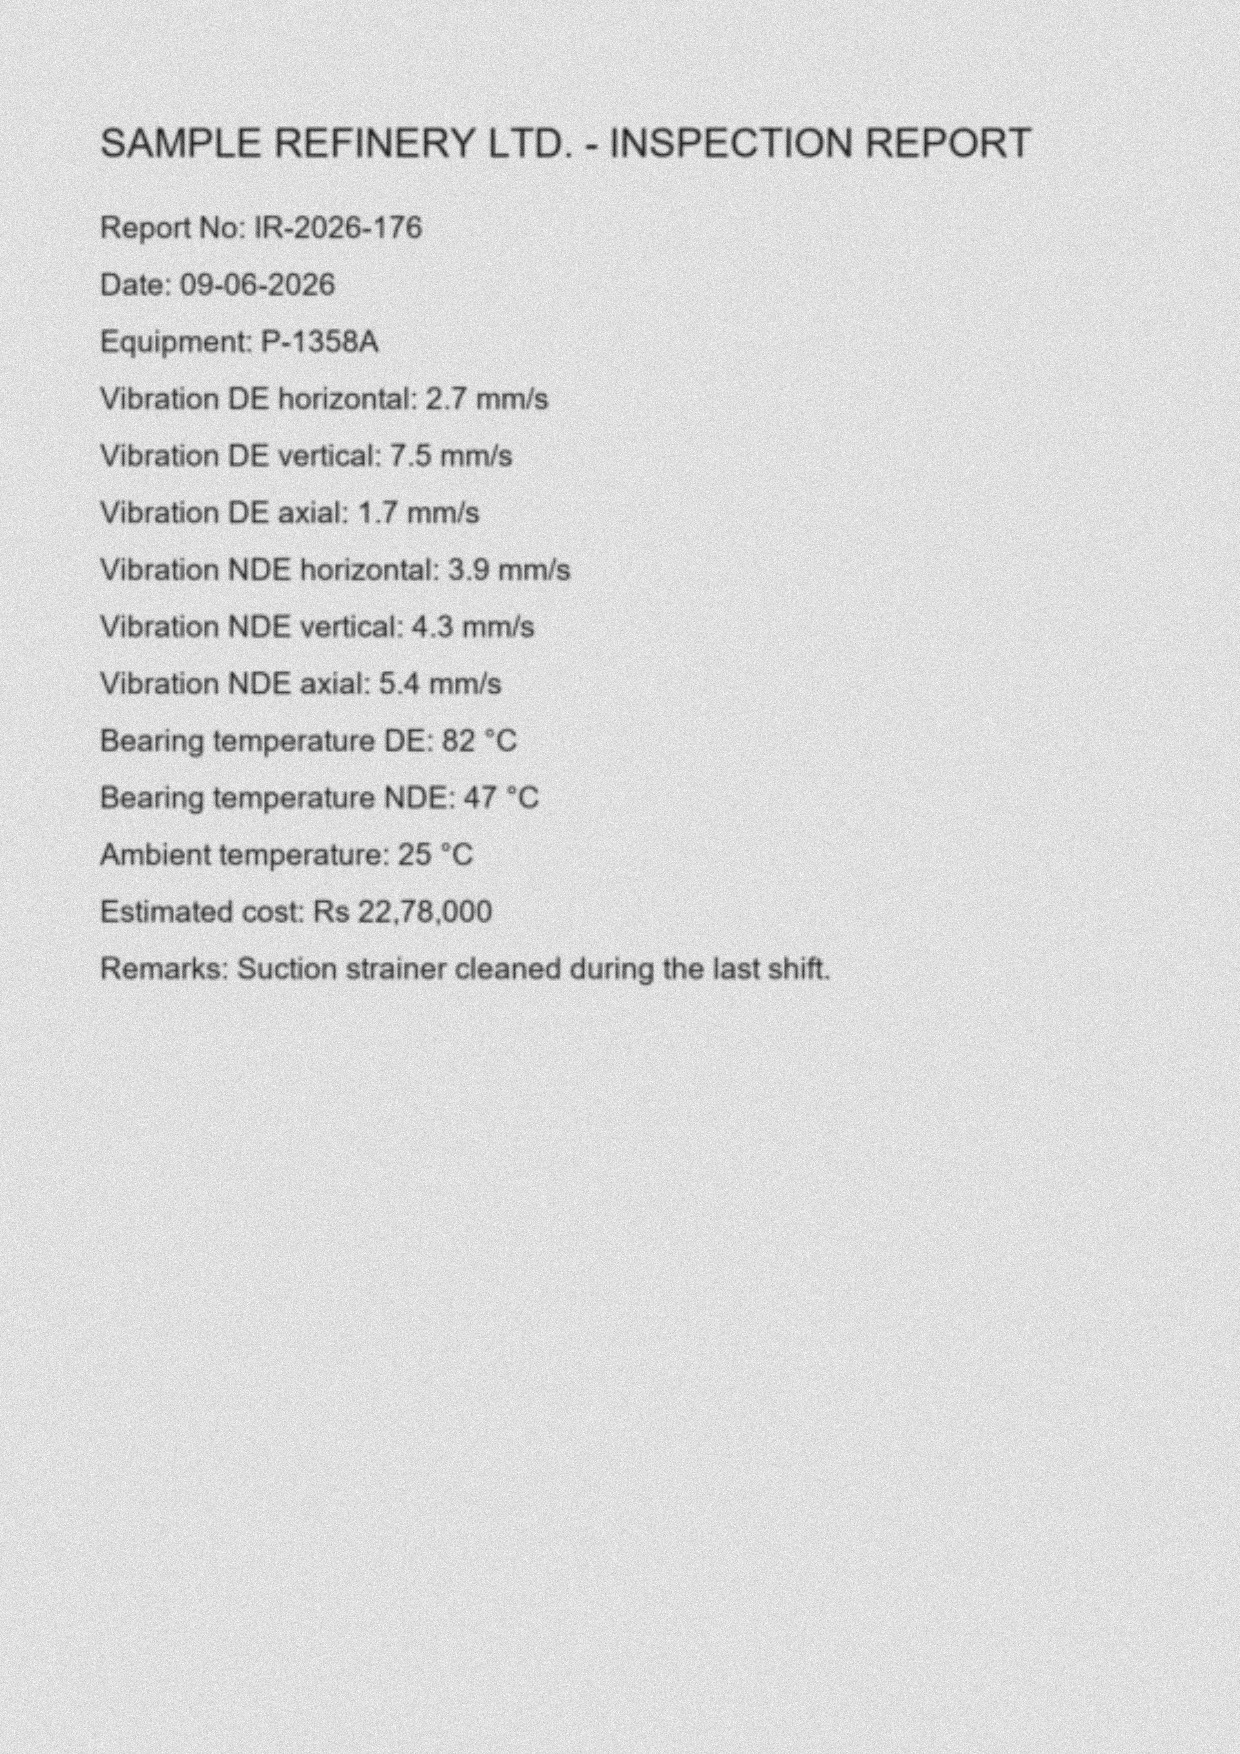 SAMPLE REFINERY LTD. - INSPECTION REPORT
Report No: IR-2026-176
Date: 09-06-2026
Equipment: P-1358A
Vibration DE horizontal: 2.7 mm/s
Vibration DE vertical: 7.5 mm/s
Vibration DE axial: 1.7 mm/s
Vibration NDE horizontal: 3.9 mm/s
Vibration NDE vertical: 4.3 mm/s
Vibration NDE axial: 5.4 mm/s
Bearing temperature DE: 82 °C
Bearing temperature NDE: 47 °C
Ambient temperature: 25 °C
Estimated cost: Rs 22,78,000
Remarks: Suction strainer cleaned during the last shift.